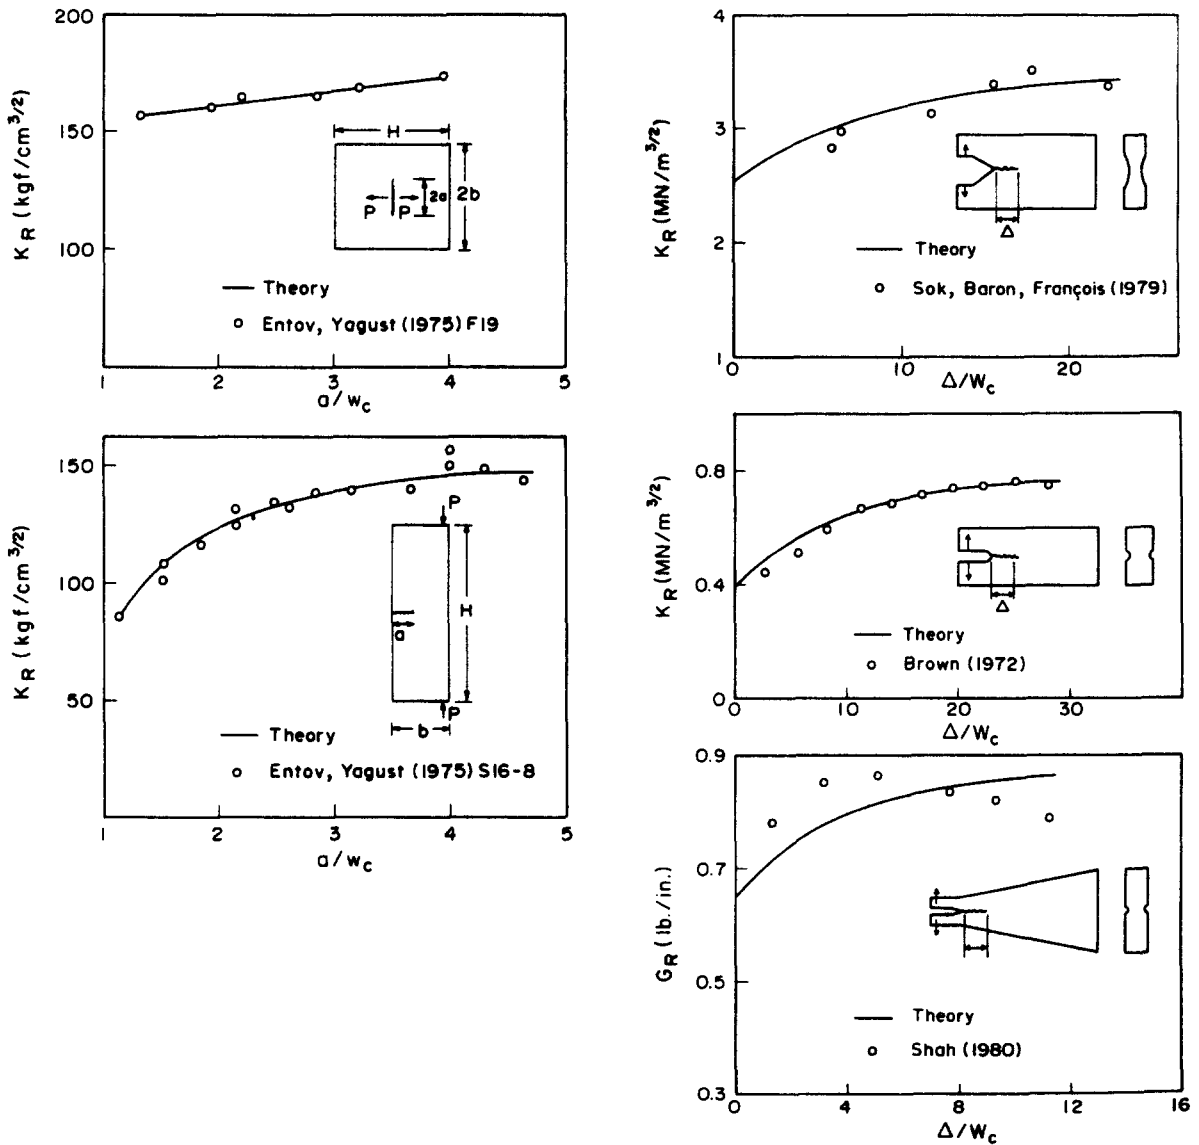 200
150
100
K_R (kgf/cm^3/2)
H
P P
2a
2b
Theory
Entov, Yagust (1975) F19
1 2 3 4 5
a/w_c
150
100
50
K_R (kgf/cm^3/2)
P
H
a
P
b
Theory
Entov, Yagust (1975) S16-8
1 2 3 4 5
a/w_c
4
3
2
1
K_R (MN/m^3/2)
Δ
Theory
Sok, Baron, François (1979)
0 10 20
Δ/W_c
0.8
0.4
0
K_R (MN/m^3/2)
Δ
Theory
Brown (1972)
0 10 20 30
Δ/W_c
0.9
0.7
0.5
0.3
G_R (lb./in.)
Theory
Shah (1980)
0 4 8 12 16
Δ/W_c